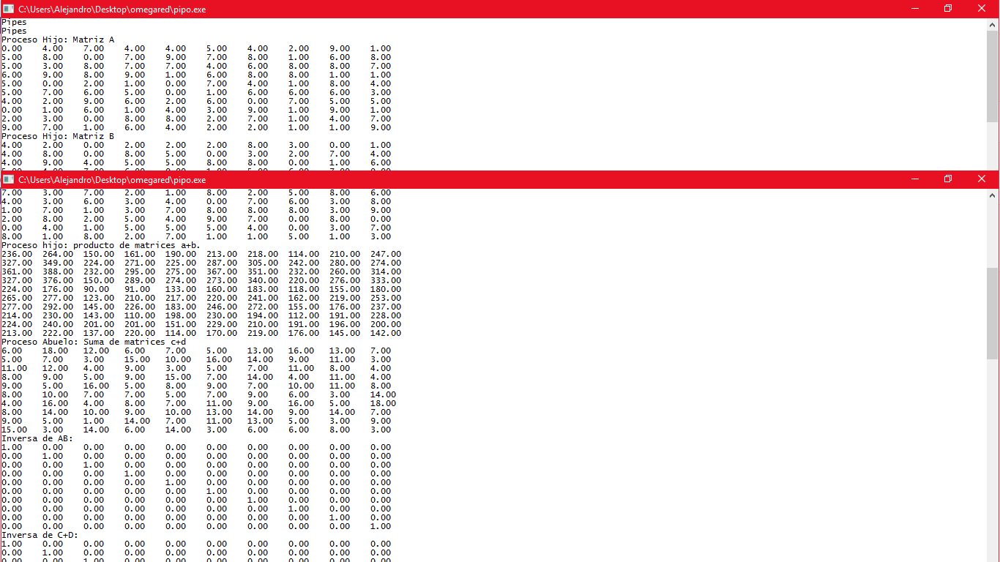 C:\Users\Alejandro\Desktop\omegared\pipo.exe
Pipes
Pipes
Proceso Hijo: Matriz A
0.00 4.00 7.00 4.00 4.00 5.00 4.00 2.00 9.00 1.00
5.00 8.00 0.00 7.00 9.00 7.00 8.00 1.00 6.00 8.00
5.00 3.00 8.00 7.00 7.00 4.00 6.00 8.00 8.00 7.00
6.00 9.00 8.00 9.00 1.00 6.00 8.00 8.00 1.00 1.00
5.00 0.00 2.00 1.00 0.00 7.00 4.00 1.00 8.00 4.00
5.00 7.00 6.00 5.00 0.00 1.00 6.00 6.00 6.00 3.00
4.00 2.00 9.00 6.00 2.00 6.00 0.00 7.00 5.00 5.00
0.00 1.00 6.00 1.00 4.00 3.00 9.00 1.00 9.00 1.00
2.00 3.00 0.00 8.00 8.00 2.00 7.00 1.00 4.00 7.00
9.00 7.00 6.00 4.00 2.00 2.00 2.00 1.00 1.00 9.00
Proceso Hijo: Matriz B
4.00 2.00 0.00 2.00 2.00 2.00 8.00 3.00 0.00 1.00
4.00 8.00 0.00 8.00 5.00 0.00 3.00 2.00 7.00 4.00
4.00 9.00 4.00 5.00 5.00 8.00 8.00 0.00 1.00 6.00
C:\Users\Alejandro\Desktop\omegared\pipo.exe
7.00 3.00 7.00 2.00 1.00 8.00 2.00 5.00 8.00 6.00
4.00 3.00 6.00 3.00 4.00 0.00 7.00 6.00 3.00 8.00
1.00 7.00 1.00 3.00 7.00 8.00 8.00 8.00 3.00 9.00
2.00 8.00 2.00 5.00 4.00 9.00 7.00 0.00 8.00 0.00
0.00 4.00 1.00 5.00 5.00 5.00 4.00 0.00 3.00 7.00
8.00 1.00 8.00 2.00 7.00 1.00 1.00 5.00 1.00 3.00
Proceso hijo: producto de matrices a+b.
236.00 264.00 150.00 161.00 190.00 213.00 218.00 114.00 210.00 247.00
327.00 349.00 224.00 271.00 225.00 287.00 305.00 242.00 280.00 274.00
361.00 388.00 232.00 295.00 275.00 367.00 351.00 232.00 260.00 314.00
327.00 376.00 150.00 289.00 274.00 273.00 340.00 220.00 276.00 333.00
224.00 176.00 90.00 91.00 133.00 160.00 183.00 118.00 155.00 180.00
265.00 277.00 123.00 210.00 217.00 220.00 241.00 162.00 219.00 253.00
277.00 292.00 145.00 226.00 183.00 246.00 272.00 155.00 176.00 237.00
214.00 230.00 143.00 110.00 198.00 230.00 194.00 112.00 191.00 228.00
224.00 240.00 201.00 201.00 151.00 229.00 210.00 191.00 196.00 200.00
213.00 222.00 137.00 220.00 114.00 170.00 219.00 176.00 145.00 142.00
Proceso Abuelo: Suma de matrices c+d
6.00 18.00 12.00 6.00 7.00 5.00 13.00 16.00 13.00 7.00
5.00 7.00 3.00 15.00 10.00 16.00 14.00 9.00 11.00 3.00
11.00 12.00 4.00 9.00 3.00 5.00 7.00 11.00 8.00 4.00
8.00 9.00 5.00 9.00 15.00 7.00 14.00 4.00 11.00 4.00
9.00 5.00 16.00 5.00 8.00 9.00 7.00 10.00 11.00 8.00
8.00 10.00 7.00 7.00 5.00 7.00 9.00 6.00 3.00 14.00
4.00 16.00 4.00 8.00 7.00 11.00 9.00 16.00 5.00 18.00
8.00 14.00 10.00 9.00 10.00 13.00 14.00 9.00 14.00 7.00
9.00 5.00 1.00 14.00 7.00 11.00 13.00 5.00 3.00 9.00
15.00 3.00 14.00 6.00 14.00 3.00 6.00 6.00 8.00 3.00
Inversa de AB:
1.00 0.00 0.00 0.00 0.00 0.00 0.00 0.00 0.00 0.00
0.00 1.00 0.00 0.00 0.00 0.00 0.00 0.00 0.00 0.00
0.00 0.00 1.00 0.00 0.00 0.00 0.00 0.00 0.00 0.00
0.00 0.00 0.00 1.00 0.00 0.00 0.00 0.00 0.00 0.00
0.00 0.00 0.00 0.00 1.00 0.00 0.00 0.00 0.00 0.00
0.00 0.00 0.00 0.00 0.00 1.00 0.00 0.00 0.00 0.00
0.00 0.00 0.00 0.00 0.00 0.00 1.00 0.00 0.00 0.00
0.00 0.00 0.00 0.00 0.00 0.00 0.00 1.00 0.00 0.00
0.00 0.00 0.00 0.00 0.00 0.00 0.00 0.00 1.00 0.00
0.00 0.00 0.00 0.00 0.00 0.00 0.00 0.00 0.00 1.00
Inversa de C+D:
1.00 0.00 0.00 0.00 0.00 0.00 0.00 0.00 0.00 0.00
0.00 1.00 0.00 0.00 0.00 0.00 0.00 0.00 0.00 0.00
0.00 0.00 1.00 0.00 0.00 0.00 0.00 0.00 0.00 0.00